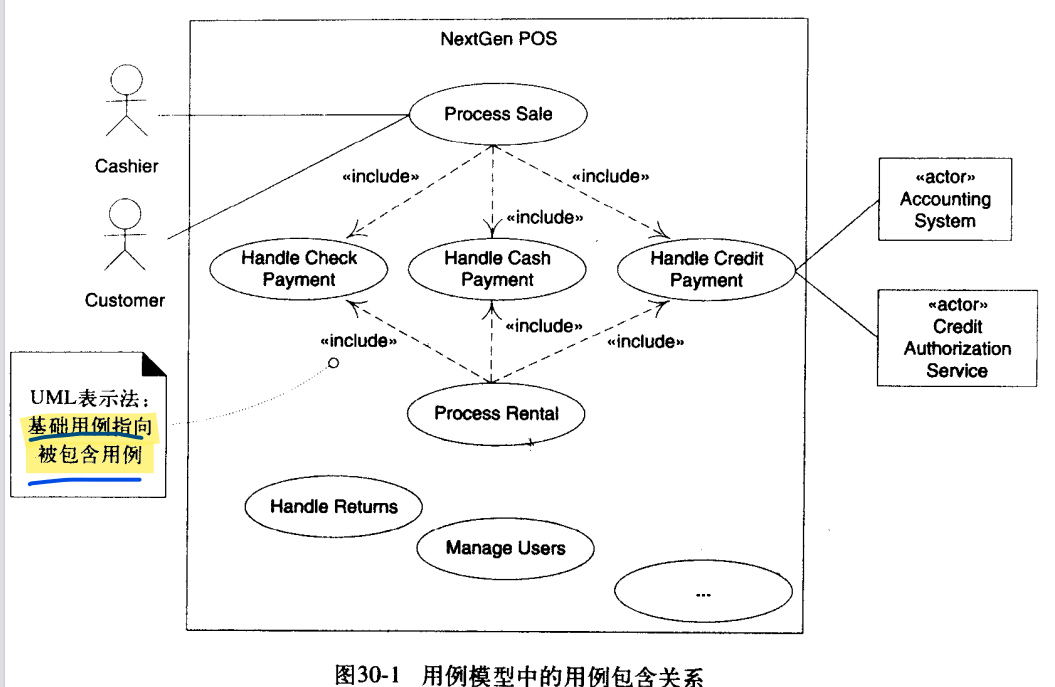 NextGen POS
Process Sale
Cashier
«include»
«include»
«include»
Customer
Handle Check
Payment
Handle Cash
Payment
Handle Credit
Payment
«actor»
Accounting
System
«actor»
Credit
Authorization
Service
«include»
«include»
«include»
UML表示法：
基础用例指向
被包含用例
Process Rental
Handle Returns
Manage Users
...
图30-1 用例模型中的用例包含关系